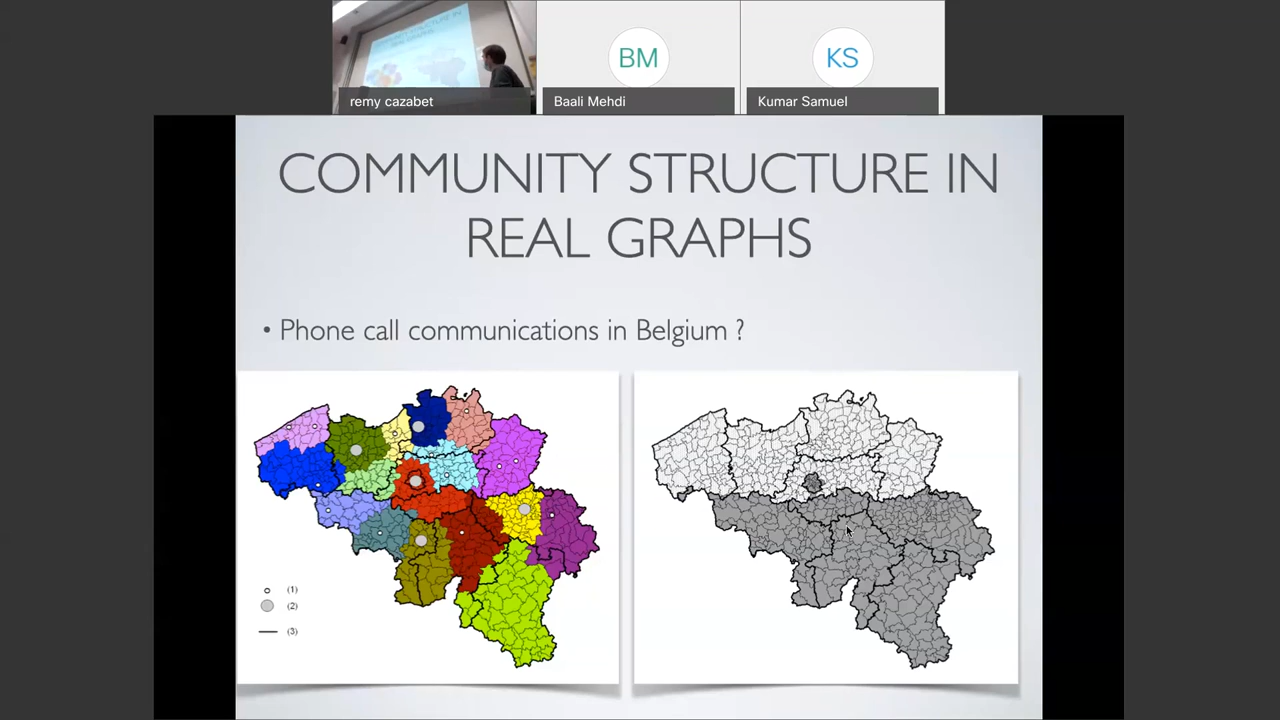 BM
KS
remy cazabet
Baali Mehdi
Kumar Samuel
COMMUNITY STRUCTURE IN
REAL GRAPHS
• Phone call communications in Belgium ?
(1)
(2)
(3)